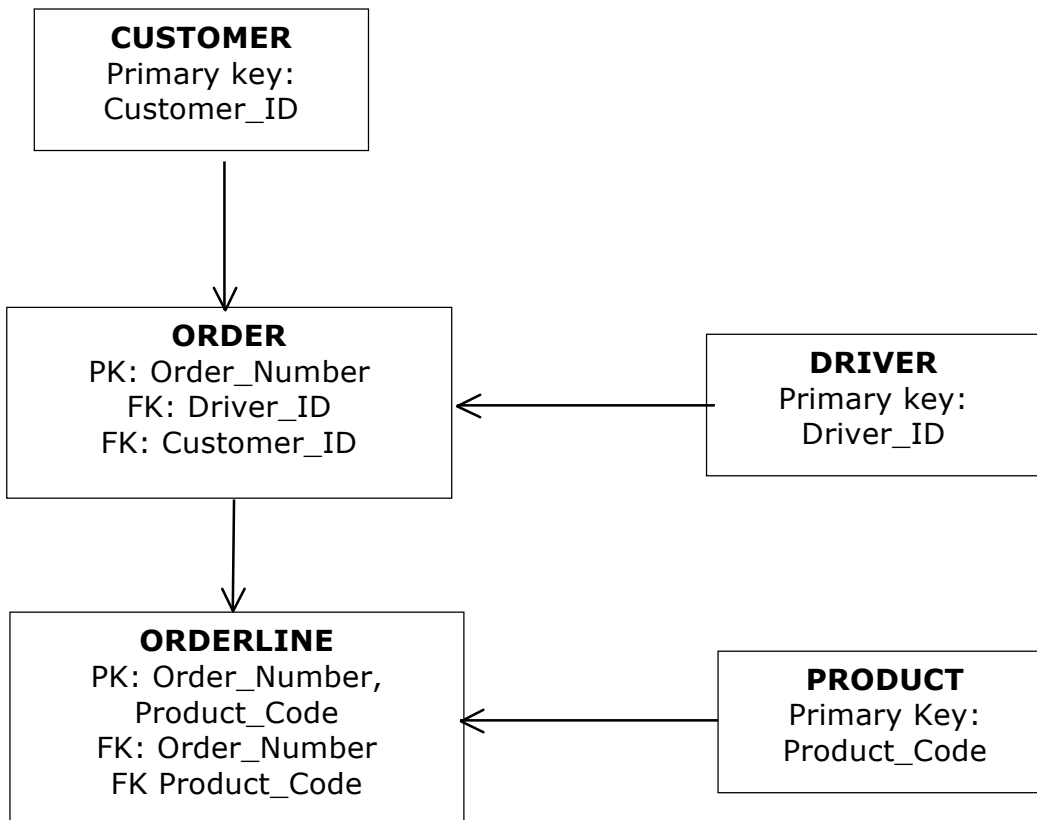 CUSTOMER
Primary key:
Customer_ID
ORDER
PK: Order_Number
FK: Driver_ID
FK: Customer_ID
DRIVER
Primary key:
Driver_ID
ORDERLINE
PK: Order_Number,
Product_Code
FK: Order_Number
FK Product_Code
PRODUCT
Primary Key:
Product_Code